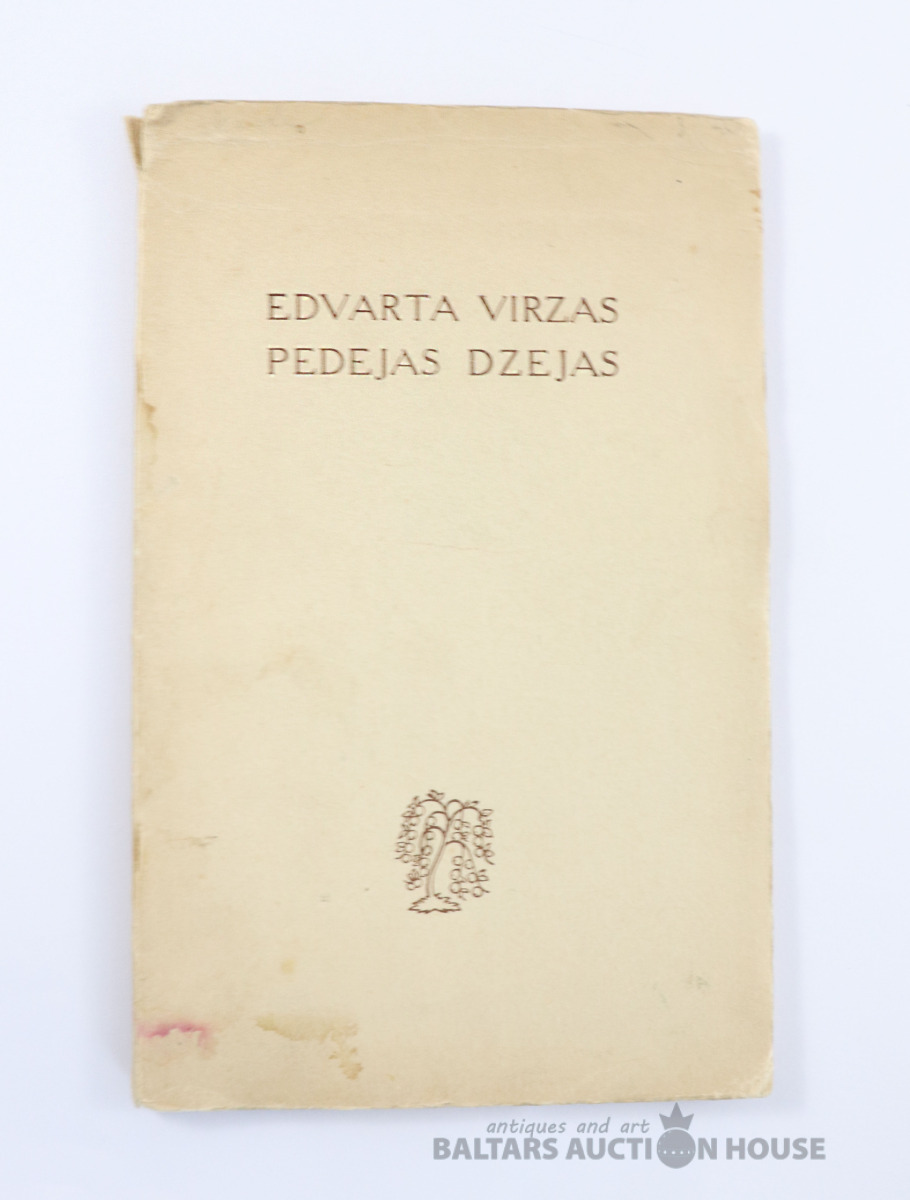 EDVARTA VIRZAS
PEDEJAS DZEJAS
antiques and art
BALTARS AUCTION HOUSE